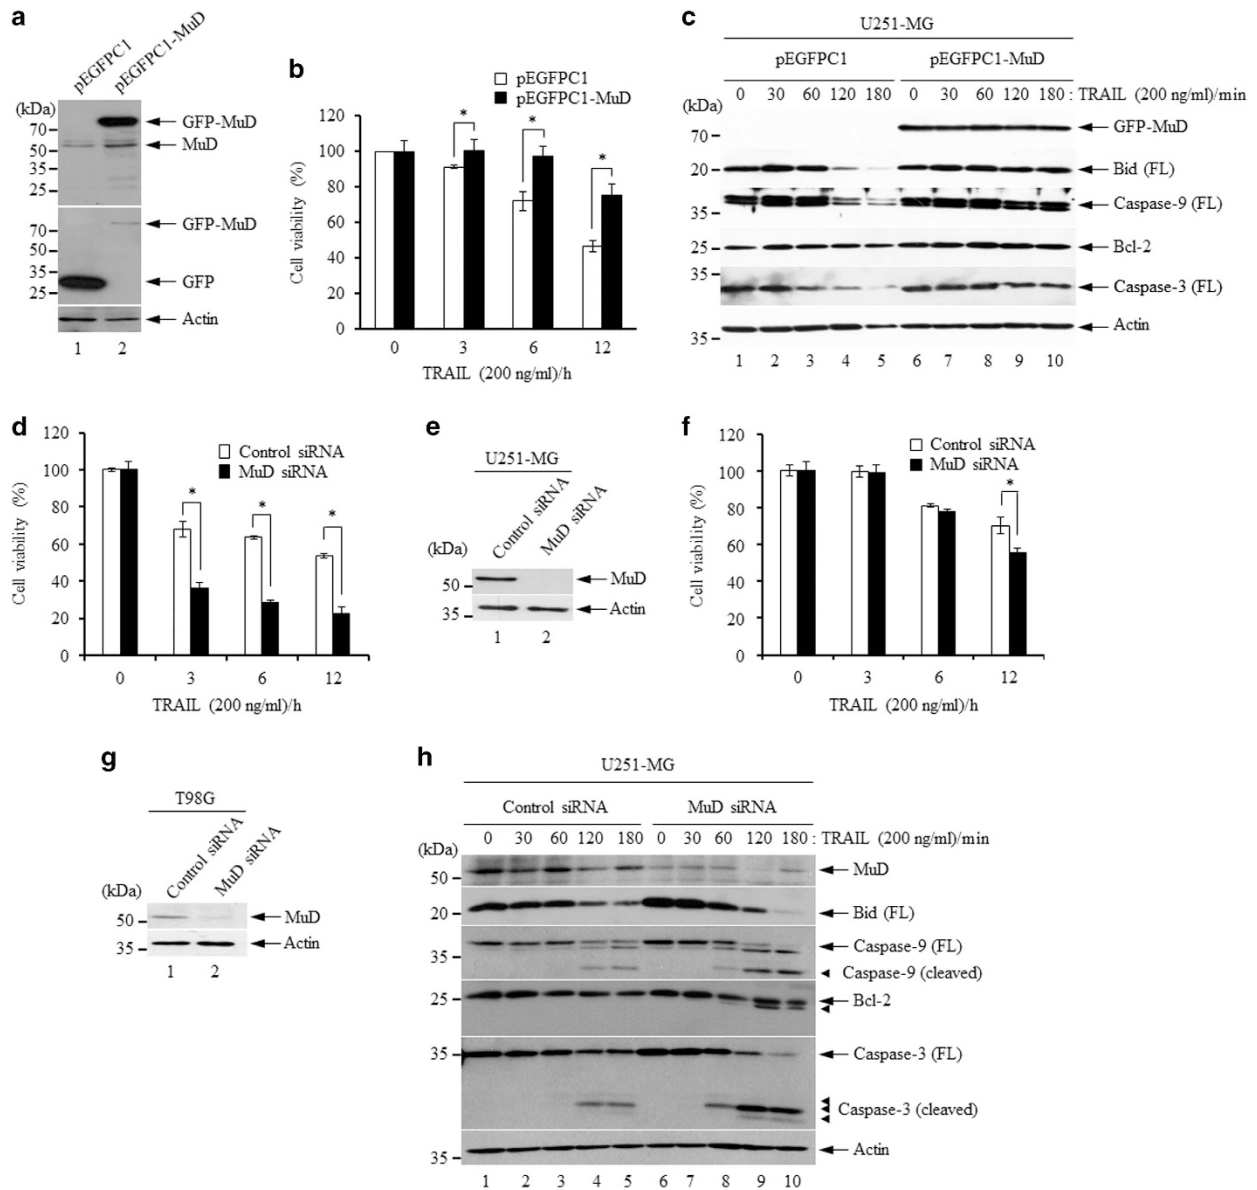 a
pEGFPC1
pEGFPC1-MuD
(kDa)
70
50
35
25
GFP-MuD
MuD
70
50
35
25
GFP-MuD
GFP
Actin
1 2
b
pEGFPC1
pEGFPC1-MuD
120
100
80
60
40
20
0
Cell viability (%)
* * *
0 3 6 12
TRAIL (200 ng/ml)/h
c
U251-MG
pEGFPC1 pEGFPC1-MuD
(kDa)
0 30 60 120 180 0 30 60 120 180 : TRAIL (200 ng/ml)/min
70 GFP-MuD
20 Bid (FL)
35 Caspase-9 (FL)
25 Bcl-2
35 Caspase-3 (FL)
35 Actin
1 2 3 4 5 6 7 8 9 10
d
Control siRNA
MuD siRNA
120
100
80
60
40
20
0
Cell viability (%)
* * *
0 3 6 12
TRAIL (200 ng/ml)/h
e
U251-MG
Control siRNA
MuD siRNA
(kDa)
50 MuD
35 Actin
1 2
f
Control siRNA
MuD siRNA
120
100
80
60
40
20
0
Cell viability (%)
*
0 3 6 12
TRAIL (200 ng/ml)/h
g
T98G
Control siRNA
MuD siRNA
(kDa)
50 MuD
35 Actin
1 2
h
U251-MG
Control siRNA MuD siRNA
0 30 60 120 180 0 30 60 120 180 : TRAIL (200 ng/ml)/min
(kDa)
50 MuD
20 Bid (FL)
Caspase-9 (FL)
35
Caspase-9 (cleaved)
25 Bcl-2
35 Caspase-3 (FL)
Caspase-3 (cleaved)
35 Actin
1 2 3 4 5 6 7 8 9 10